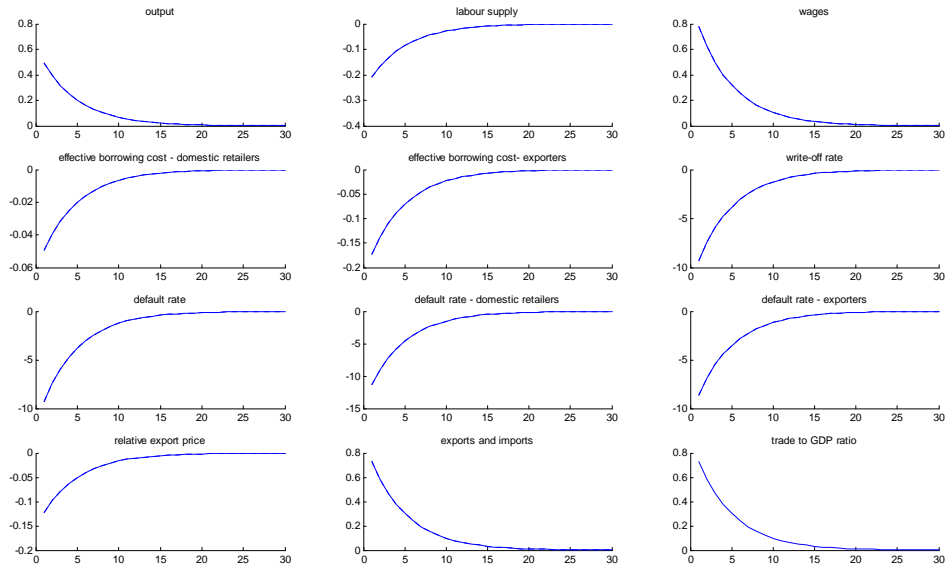 output
labour supply
wages
0.8
0.6
0.4
0.2
0
0 5 10 15 20 25 30
0
-0.1
-0.2
-0.3
-0.4
0 5 10 15 20 25 30
0.8
0.6
0.4
0.2
0
0 5 10 15 20 25 30
effective borrowing cost - domestic retailers
effective borrowing cost- exporters
write-off rate
0
-0.02
-0.04
-0.06
0 5 10 15 20 25 30
0
-0.05
-0.1
-0.15
-0.2
0 5 10 15 20 25 30
0
-5
-10
0 5 10 15 20 25 30
default rate
default rate - domestic retailers
default rate - exporters
0
-5
-10
0 5 10 15 20 25 30
0
-5
-10
-15
0 5 10 15 20 25 30
0
-5
-10
0 5 10 15 20 25 30
relative export price
exports and imports
trade to GDP ratio
0
-0.05
-0.1
-0.15
-0.2
0 5 10 15 20 25 30
0.8
0.6
0.4
0.2
0
0 5 10 15 20 25 30
0.8
0.6
0.4
0.2
0
0 5 10 15 20 25 30